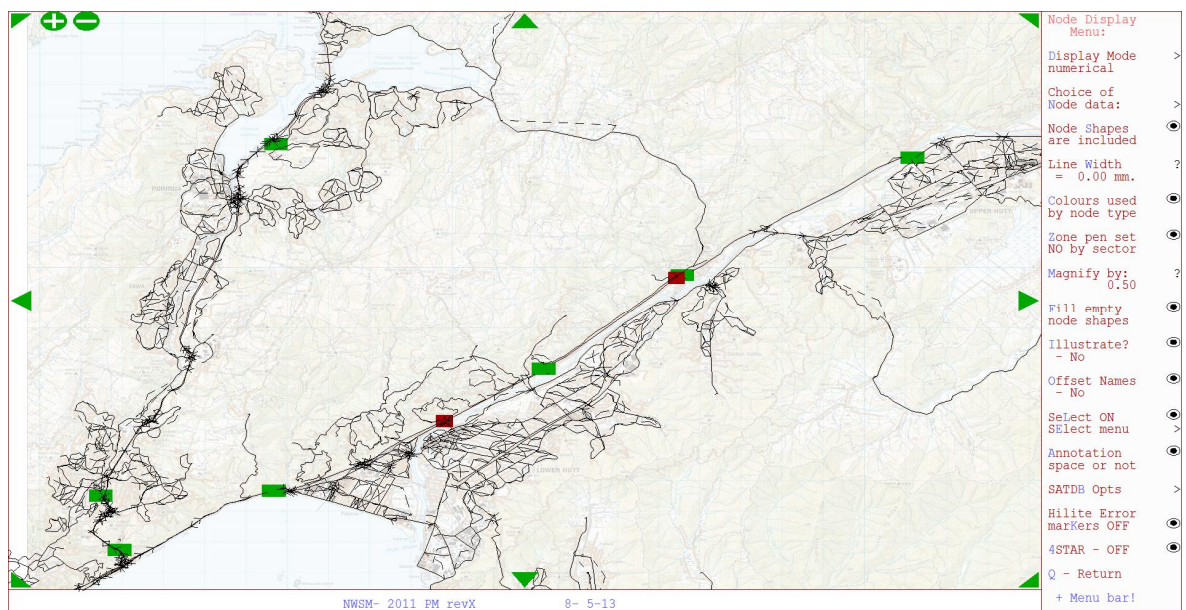 Node Display
Menu:
Display Mode >
numerical
Choice of
Node data: >
Node Shapes
are included
Line Width ?
= 0.00 mm.
Colours used
by node type
Zone pen set
NO by sector
Magnify by: ?
0.50
Fill empty
node shapes
Illustrate?
- No
Offset Names
- No
SeLect ON
SElect menu >
Annotation
space or not
SATDB Opts >
Hilite Error
marKers OFF
4STAR - OFF
Q - Return
+ Menu bar!
UPPER HUTT
LOWER HUTT
NWSM- 2011 PM revX 8- 5-13